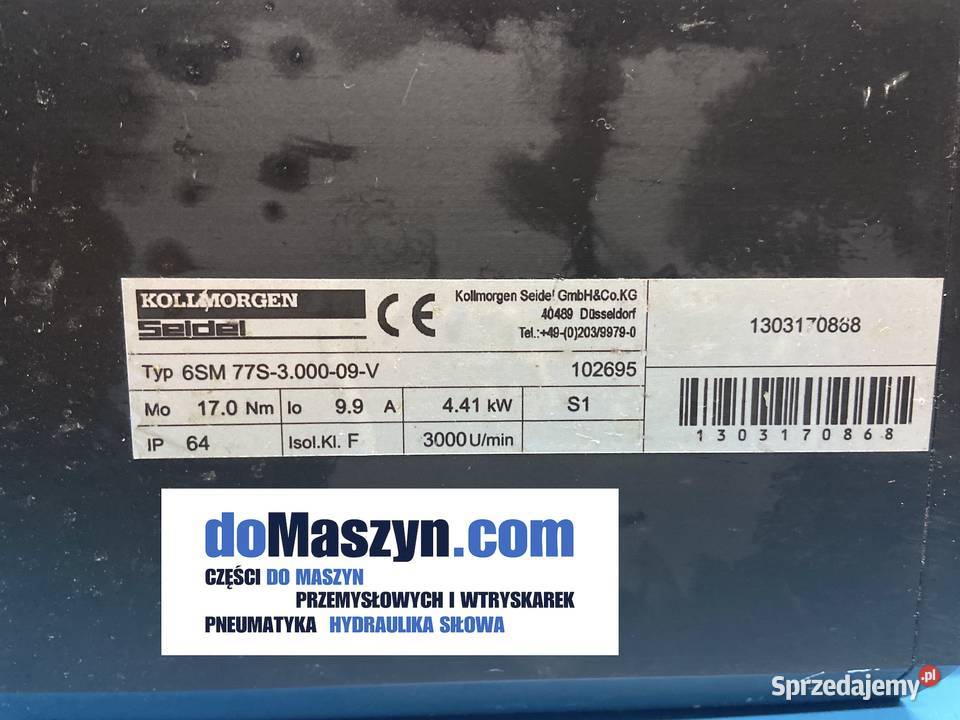 KOLLMORGEN
Seidel
CE
Kollmorgen Seidel GmbH&Co.KG
40489 Düsseldorf
Tel.:+49-(0)203/9979-0
Typ 6SM 77S-3.000-09-V 102695
Mo 17.0 Nm Io 9.9 A 4.41 kW S1
IP 64 Isol.Kl. F 3000 U/min
1303170868
1303170868
doMaszyn.com
CZĘŚCI DO MASZYN
PRZEMYSŁOWYCH I WTRYSKAREK
PNEUMATYKA HYDRAULIKA SIŁOWA
Sprzedajemy.pl